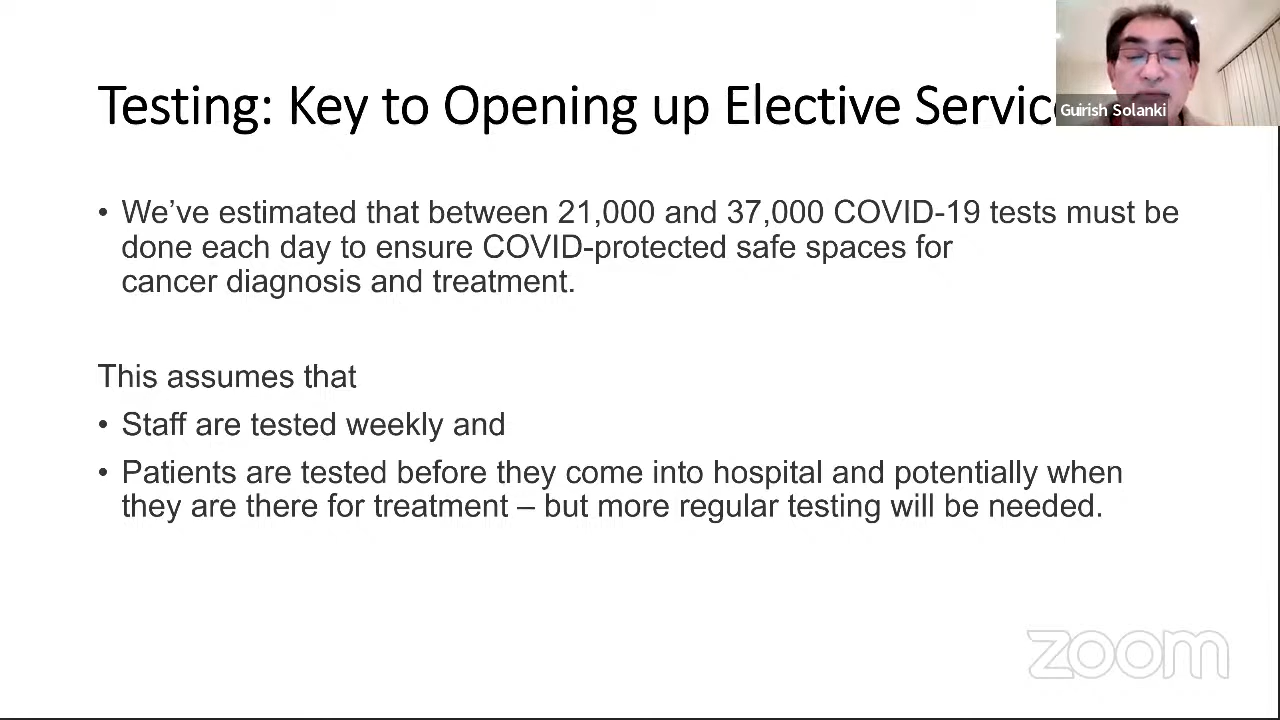 Testing: Key to Opening up Elective Servic
Guirish Solanki
• We’ve estimated that between 21,000 and 37,000 COVID-19 tests must be
done each day to ensure COVID-protected safe spaces for
cancer diagnosis and treatment.
This assumes that
• Staff are tested weekly and
• Patients are tested before they come into hospital and potentially when
they are there for treatment – but more regular testing will be needed.
zoom